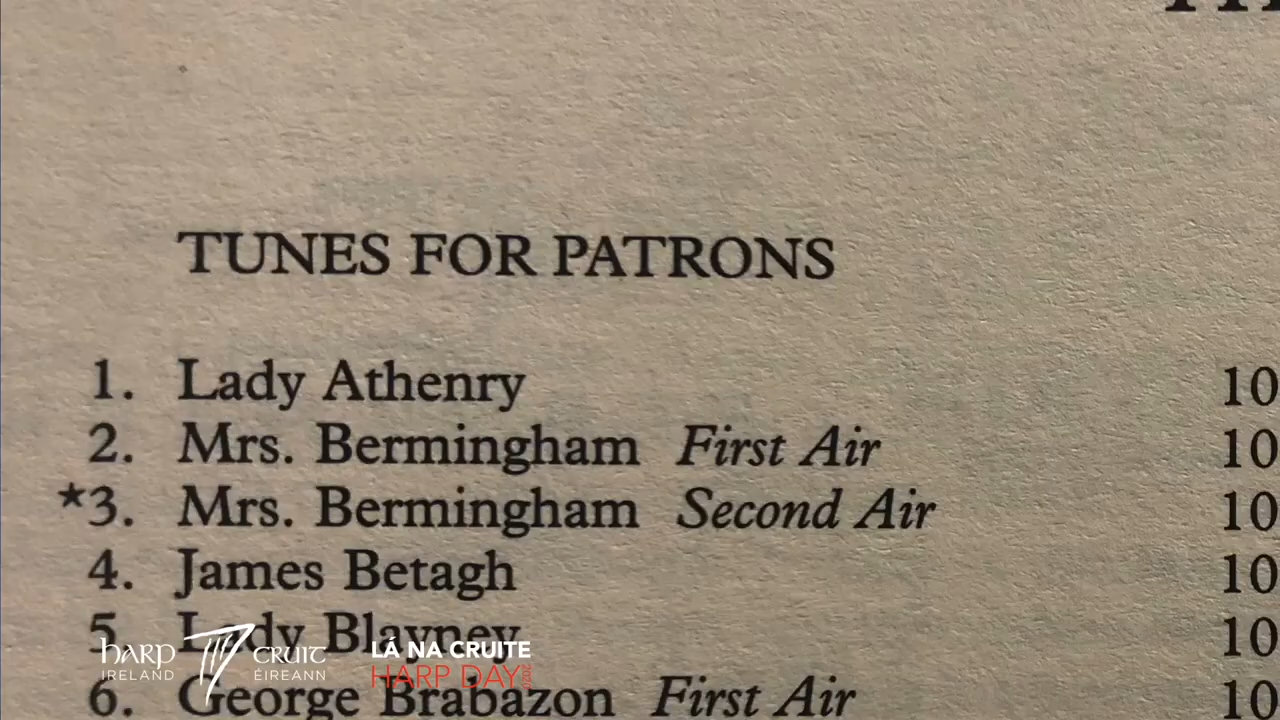 TUNES FOR PATRONS
1. Lady Athenry 10
2. Mrs. Bermingham First Air 10
*3. Mrs. Bermingham Second Air 10
4. James Betagh 10
5. Lady Blayney 10
6. George Brabazon First Air 10
HARP CRUIT
IRELAND ÉIREANN
LÁ NA CRUITE
HARP DAY